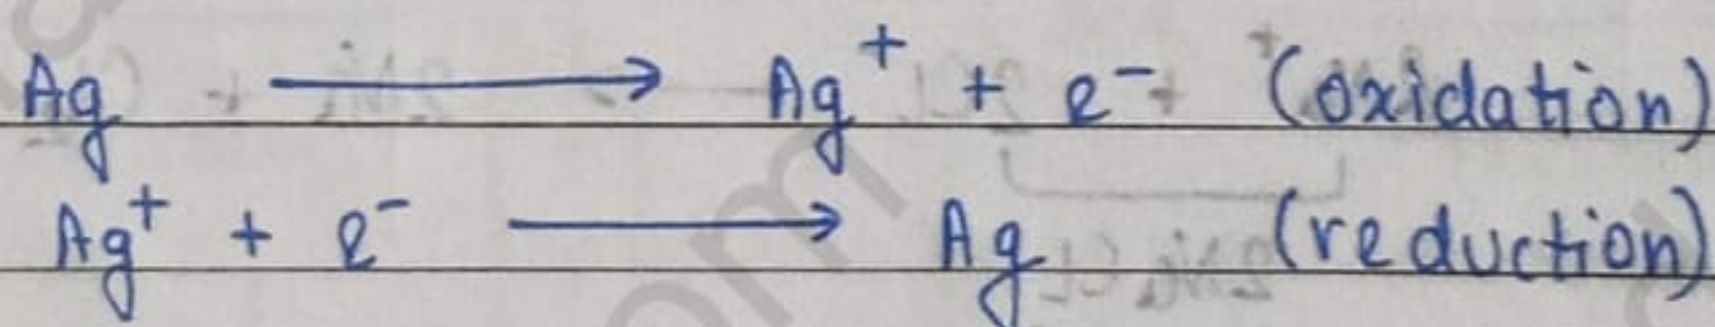 Ag ⟶ Ag⁺ + e⁻ (oxidation)
Ag⁺ + e⁻ ⟶ Ag (reduction)